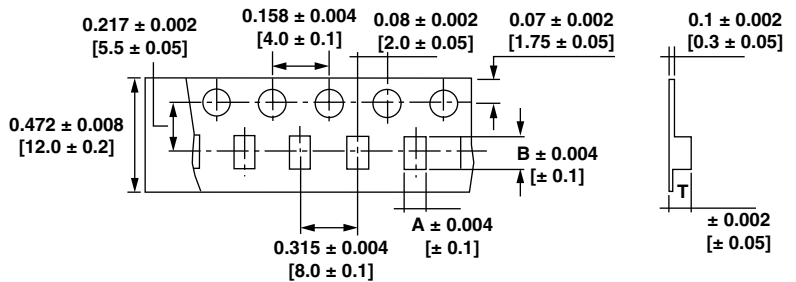 0.217 ± 0.002
[5.5 ± 0.05]
0.158 ± 0.004
[4.0 ± 0.1]
0.08 ± 0.002
[2.0 ± 0.05]
0.07 ± 0.002
[1.75 ± 0.05]
0.1 ± 0.002
[0.3 ± 0.05]
0.472 ± 0.008
[12.0 ± 0.2]
B ± 0.004
[± 0.1]
T
A ± 0.004
[± 0.1]
± 0.002
[± 0.05]
0.315 ± 0.004
[8.0 ± 0.1]